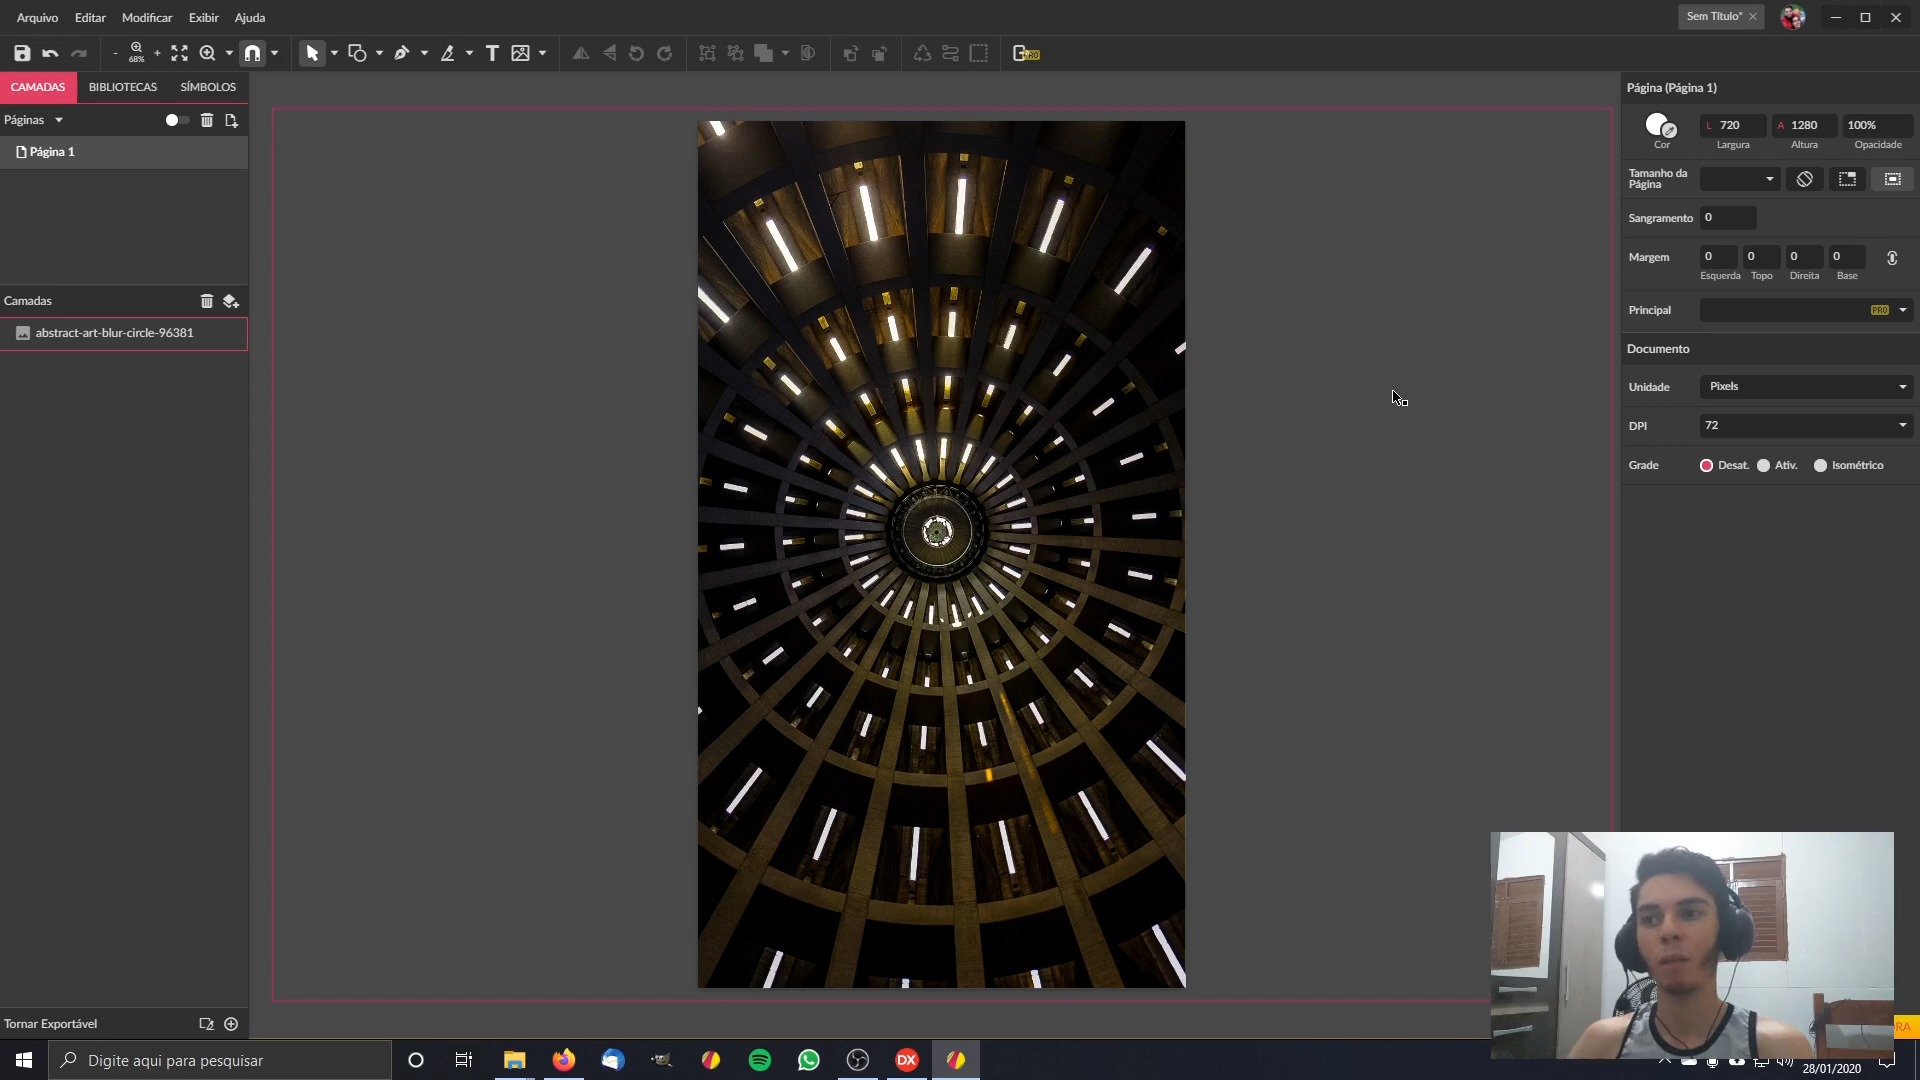 Arquivo Editar Modificar Exibir Ajuda
Sem Título*
68%
PRO
CAMADAS BIBLIOTECAS SÍMBOLOS
Páginas
Página 1
Camadas
abstract-art-blur-circle-96381
Tornar Exportável
Página (Página 1)
L 720 A 1280 100%
Cor Largura Altura Opacidade
Tamanho da
Página
Sangramento 0
Margem 0 0 0 0
Esquerda Topo Direita Base
Principal PRO
Documento
Unidade Pixels
DPI 72
Grade Desat. Ativ. Isométrico
Digite aqui para pesquisar
DX
28/01/2020